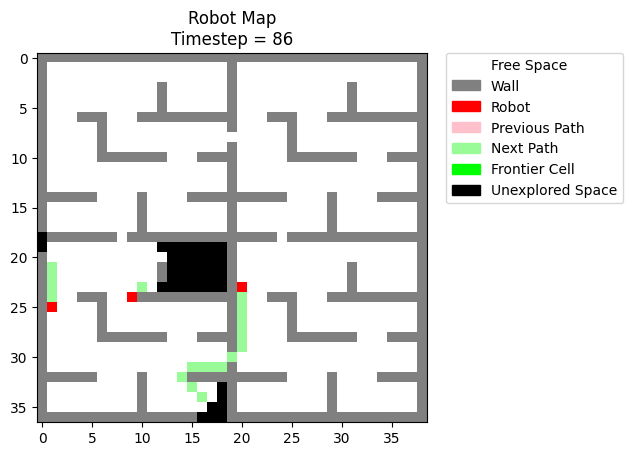 Robot Map
Timestep = 86
Free Space
Wall
Robot
Previous Path
Next Path
Frontier Cell
Unexplored Space
0
5
10
15
20
25
30
35
0
5
10
15
20
25
30
35